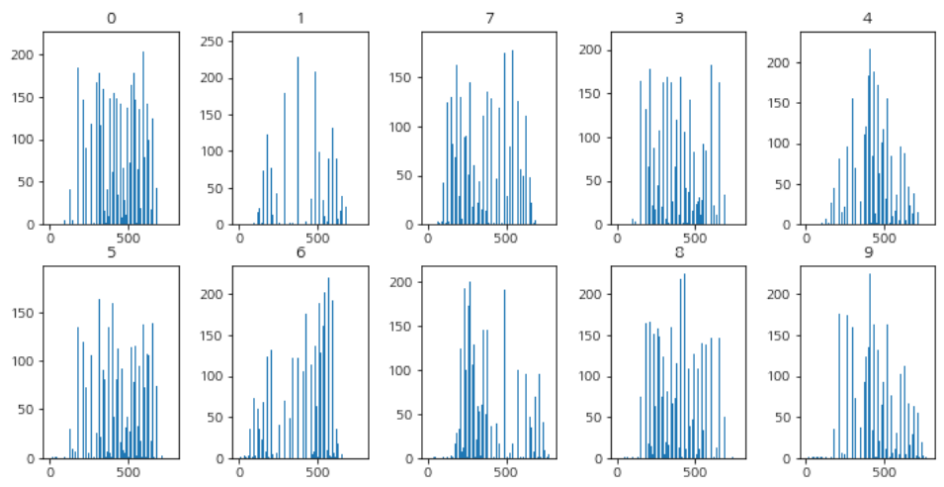 0 1 7 3 4
200 250 200 200
150 200 150 150 150
100 150 100 100 100
50 100 50 50 50
0 50 0 0 0
0
0 500 0 500 0 500 0 500 0 500
5 6 8 9
150 200 200 200 200
100 150 150 150 150
50 100 100 100 100
0 50 50 50 50
0 0 0 0
0 500 0 500 0 500 0 500 0 500